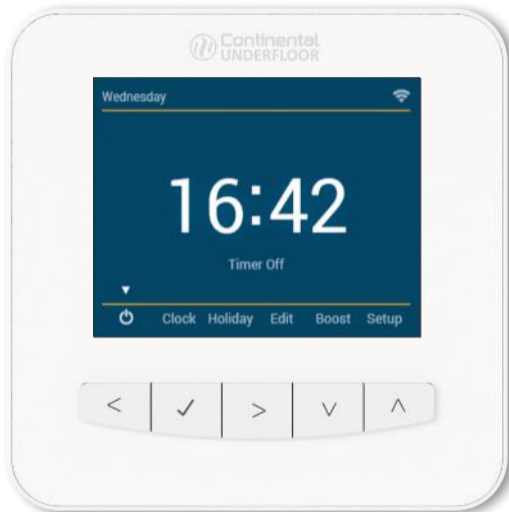 Continental
UNDERFLOOR
Wednesday
16:42
Timer Off
Clock Holiday Edit Boost Setup